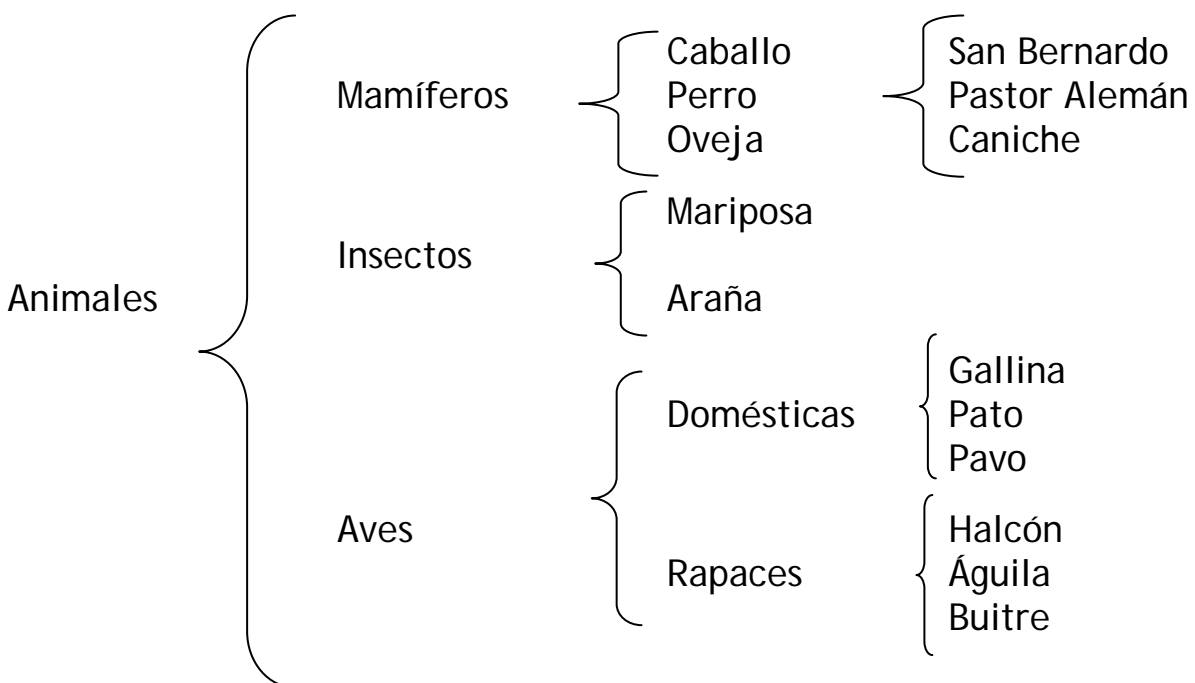 Animales
Mamíferos
Caballo
Perro
Oveja
San Bernardo
Pastor Alemán
Caniche
Insectos
Mariposa
Araña
Aves
Domésticas
Gallina
Pato
Pavo
Rapaces
Halcón
Águila
Buitre